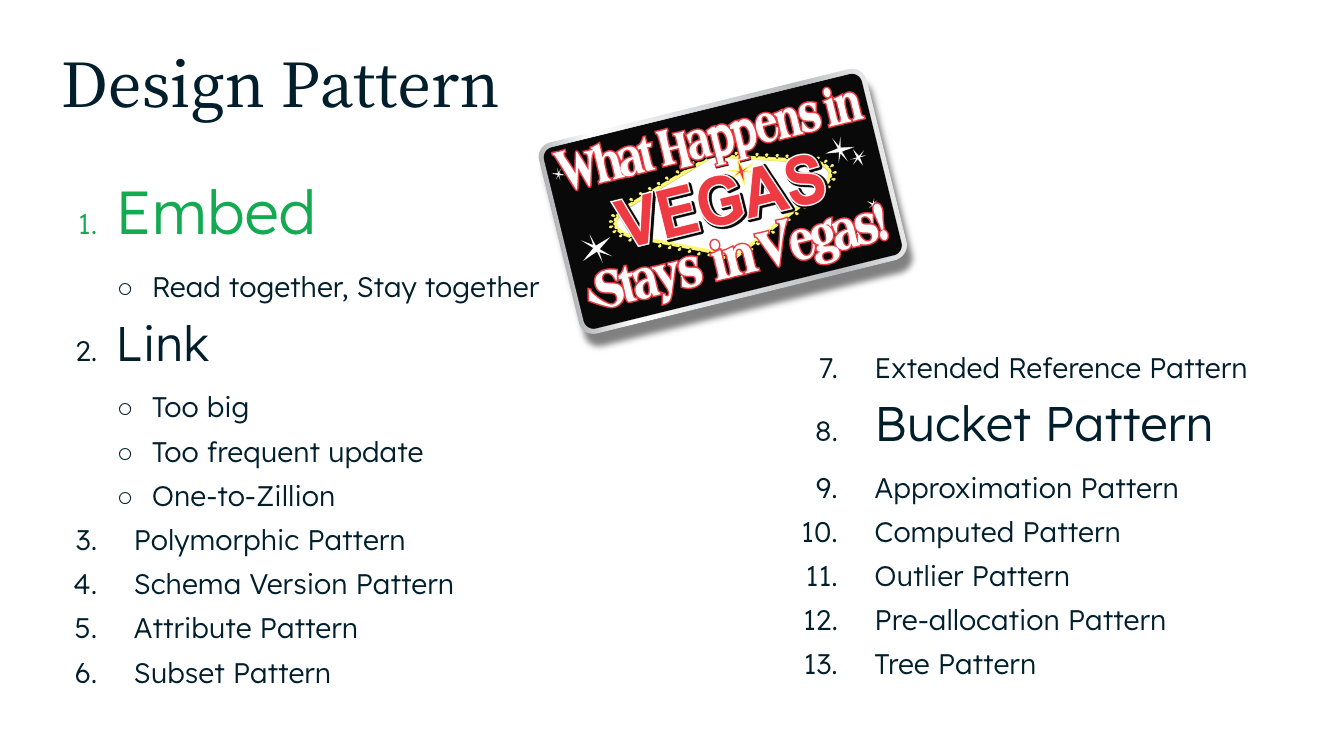 Design Pattern
What Happens in
VEGAS
Stays in Vegas!
1. Embed
○ Read together, Stay together
2. Link
○ Too big
○ Too frequent update
○ One-to-Zillion
3. Polymorphic Pattern
4. Schema Version Pattern
5. Attribute Pattern
6. Subset Pattern
7. Extended Reference Pattern
8. Bucket Pattern
9. Approximation Pattern
10. Computed Pattern
11. Outlier Pattern
12. Pre-allocation Pattern
13. Tree Pattern